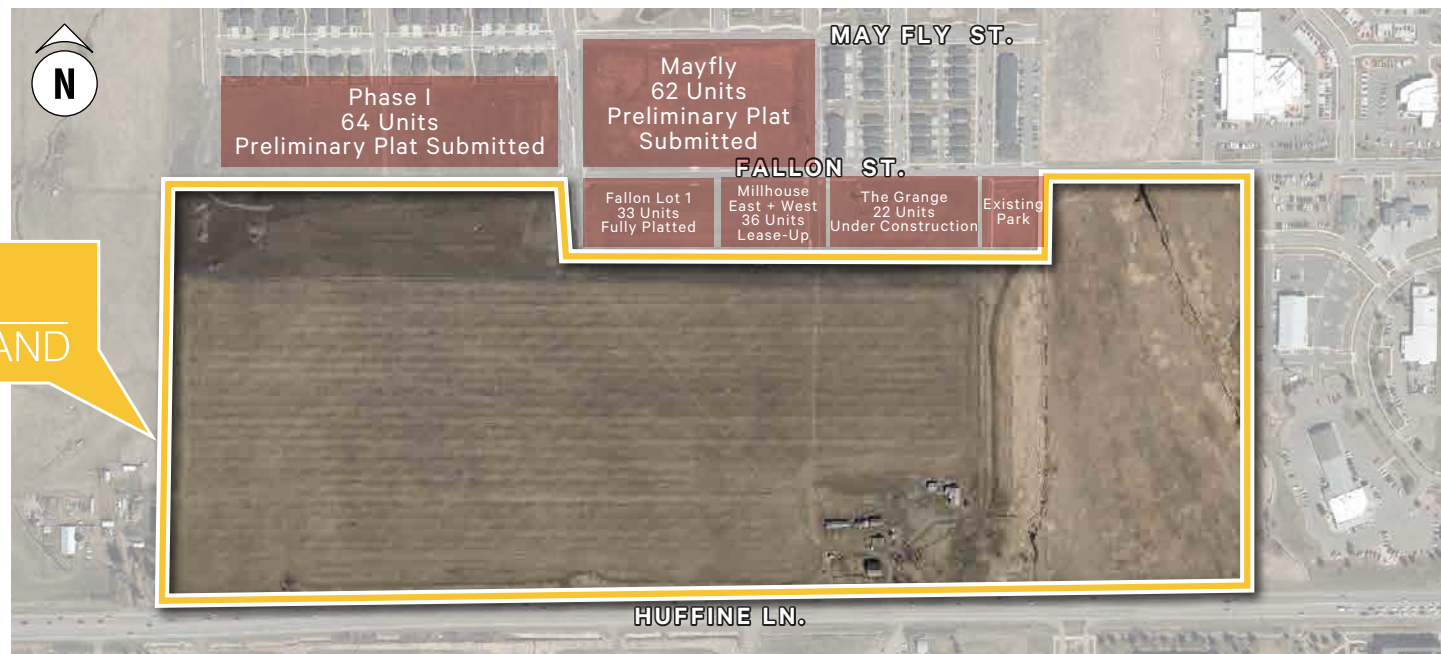 MAY FLY ST.
N
Phase I
64 Units
Preliminary Plat Submitted
Mayfly
62 Units
Preliminary Plat
Submitted
FALLON ST.
Fallon Lot 1
33 Units
Fully Platted
Millhouse
East + West
36 Units
Lease-Up
The Grange
22 Units
Under Construction
Existing
Park
AND
HUFFINE LN.